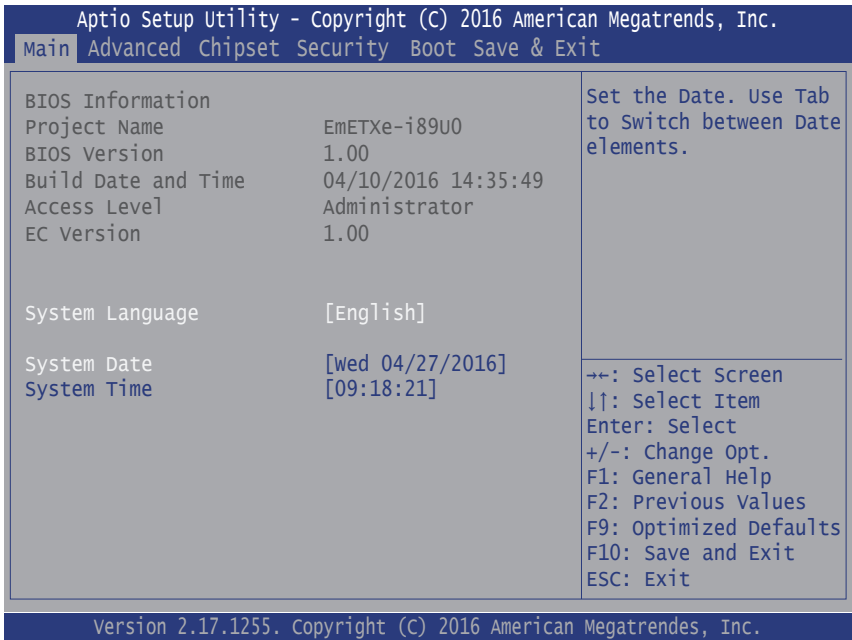 Aptio Setup Utility - Copyright (C) 2016 American Megatrends, Inc.
Main Advanced Chipset Security Boot Save & Exit
BIOS Information
Project Name EmETXe-i89U0
BIOS Version 1.00
Build Date and Time 04/10/2016 14:35:49
Access Level Administrator
EC Version 1.00
System Language [English]
System Date [Wed 04/27/2016]
System Time [09:18:21]
Set the Date. Use Tab
to Switch between Date
elements.
→←: Select Screen
↓↑: Select Item
Enter: Select
+/-: Change Opt.
F1: General Help
F2: Previous Values
F9: Optimized Defaults
F10: Save and Exit
ESC: Exit
Version 2.17.1255. Copyright (C) 2016 American Megatrendes, Inc.